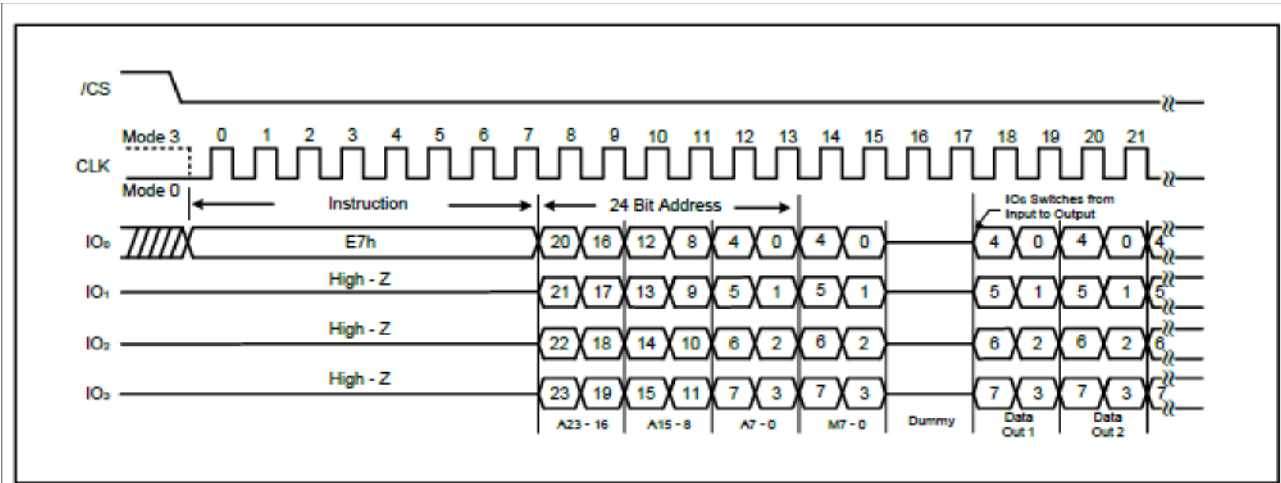 /CS
Mode 3 0 1 2 3 4 5 6 7 8 9 10 11 12 13 14 15 16 17 18 19 20 21
CLK
Mode 0
Instruction 24 Bit Address IOs Switches from
Input to Output
IO₀ E7h 20 16 12 8 4 0 4 0 4 0 4 0 4
High - Z
IO₁ 21 17 13 9 5 1 5 1 5 1 5 1 5
High - Z
IO₂ 22 18 14 10 6 2 6 2 6 2 6 2 6
High - Z
IO₃ 23 19 15 11 7 3 7 3 7 3 7 3 7
A23 - 16 A15 - 8 A7 - 0 M7 - 0 Dummy Data Data
Out 1 Out 2